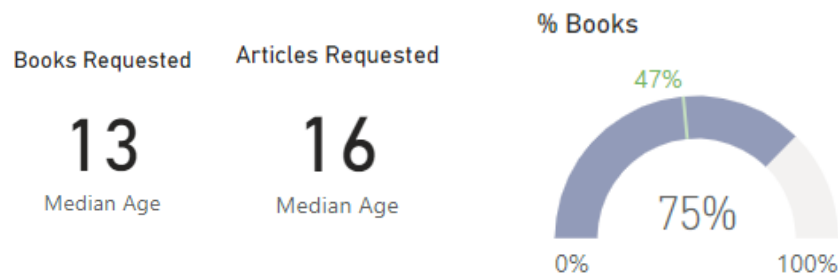 Books Requested
13
Median Age
Articles Requested
16
Median Age
% Books
47%
75%
0%
100%